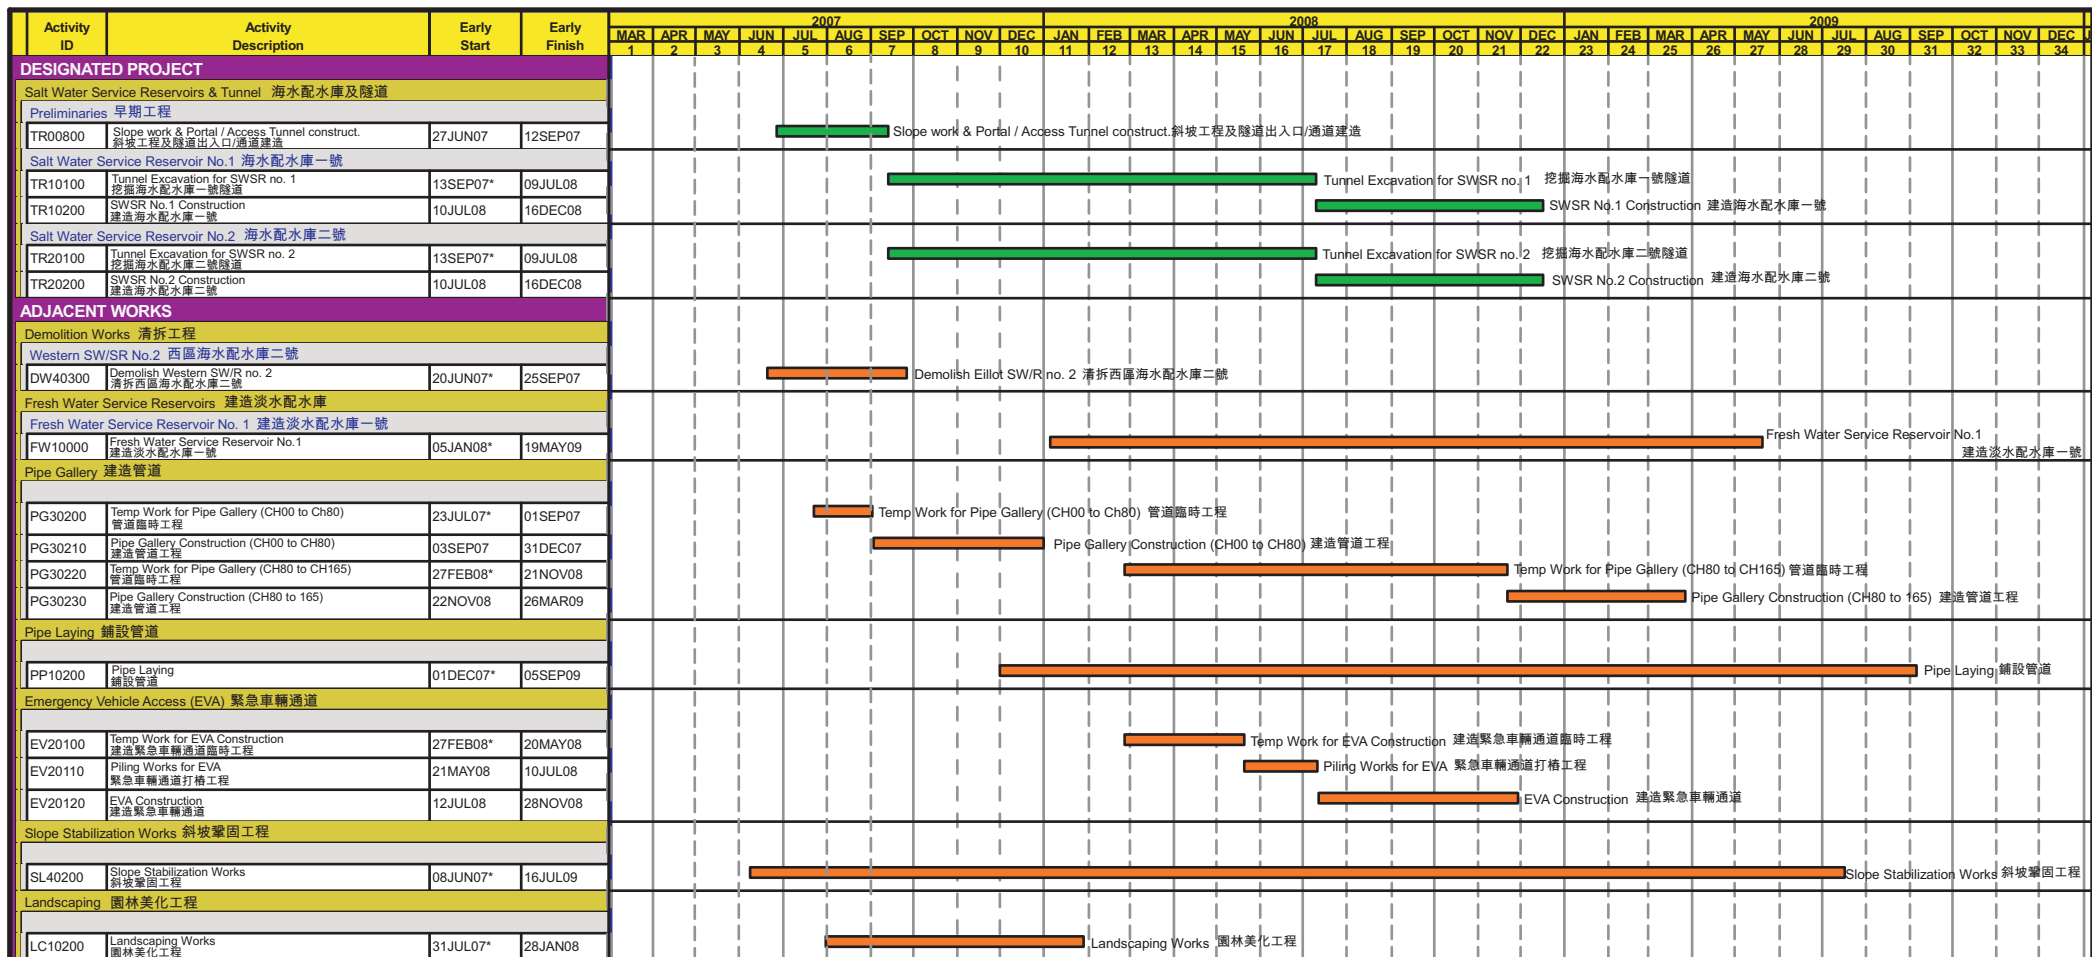 Activity ID Activity Description Early Start Early Finish 2007 2008 2009
MAR APR MAY JUN JUL AUG SEP OCT NOV DEC JAN FEB MAR APR MAY JUN JUL AUG SEP OCT NOV DEC JAN FEB MAR APR MAY JUN JUL AUG SEP OCT NOV DEC J
1 2 3 4 5 6 7 8 9 10 11 12 13 14 15 16 17 18 19 20 21 22 23 24 25 26 27 28 29 30 31 32 33 34
DESIGNATED PROJECT
Salt Water Service Reservoirs & Tunnel 海水配水庫及隧道
Preliminaries 早期工程
TR00800 Slope work & Portal / Access Tunnel construct. 27JUN07 12SEP07 Slope work & Portal / Access Tunnel construct.斜坡工程及隧道出入口/通道建造
斜坡工程及隧道出入口/通道建造
Salt Water Service Reservoir No.1 海水配水庫一號
TR10100 Tunnel Excavation for SWSR no. 1 13SEP07* 09JUL08 Tunnel Excavation for SWSR no. 1 挖掘海水配水庫一號隧道
挖掘海水配水庫一號隧道
TR10200 SWSR No.1 Construction 10JUL08 16DEC08 SWSR No.1 Construction 建造海水配水庫一號
建造海水配水庫一號
Salt Water Service Reservoir No.2 海水配水庫二號
TR20100 Tunnel Excavation for SWSR no. 2 13SEP07* 09JUL08 Tunnel Excavation for SWSR no. 2 挖掘海水配水庫二號隧道
挖掘海水配水庫二號隧道
TR20200 SWSR No.2 Construction 10JUL08 16DEC08 SWSR No.2 Construction 建造海水配水庫二號
建造海水配水庫二號
ADJACENT WORKS
Demolition Works 清拆工程
Western SW/SR No.2 西區海水配水庫二號
DW40300 Demolish Western SW/R no. 2 20JUN07* 25SEP07 Demolish Eillot SW/R no. 2 清拆西區海水配水庫二號
清拆西區海水配水庫二號
Fresh Water Service Reservoirs 建造淡水配水庫
Fresh Water Service Reservoir No. 1 建造淡水配水庫一號
FW10000 Fresh Water Service Reservoir No.1 05JAN08* 19MAY09 Fresh Water Service Reservoir No.1
建造淡水配水庫一號 建造淡水配水庫一號
Pipe Gallery 建造管道
PG30200 Temp Work for Pipe Gallery (CH00 to Ch80) 23JUL07* 01SEP07 Temp Work for Pipe Gallery (CH00 to Ch80) 管道臨時工程
管道臨時工程
PG30210 Pipe Gallery Construction (CH00 to CH80) 03SEP07 31DEC07 Pipe Gallery Construction (CH00 to CH80) 建造管道工程
建造管道工程
PG30220 Temp Work for Pipe Gallery (CH80 to CH165) 27FEB08* 21NOV08 Temp Work for Pipe Gallery (CH80 to CH165) 管道臨時工程
管道臨時工程
PG30230 Pipe Gallery Construction (CH80 to 165) 22NOV08 26MAR09 Pipe Gallery Construction (CH80 to 165) 建造管道工程
建造管道工程
Pipe Laying 鋪設管道
PP10200 Pipe Laying 01DEC07* 05SEP09 Pipe Laying 鋪設管道
鋪設管道
Emergency Vehicle Access (EVA) 緊急車輛通道
EV20100 Temp Work for EVA Construction 27FEB08* 20MAY08 Temp Work for EVA Construction 建造緊急車輛通道臨時工程
建造緊急車輛通道臨時工程
EV20110 Piling Works for EVA 21MAY08 10JUL08 Piling Works for EVA 緊急車輛通道打樁工程
緊急車輛通道打樁工程
EV20120 EVA Construction 12JUL08 28NOV08 EVA Construction 建造緊急車輛通道
建造緊急車輛通道
Slope Stabilization Works 斜坡鞏固工程
SL40200 Slope Stabilization Works 08JUN07* 16JUL09 Slope Stabilization Works 斜坡鞏固工程
斜坡鞏固工程
Landscaping 園林美化工程
LC10200 Landscaping Works 31JUL07* 28JAN08 Landscaping Works 園林美化工程
園林美化工程